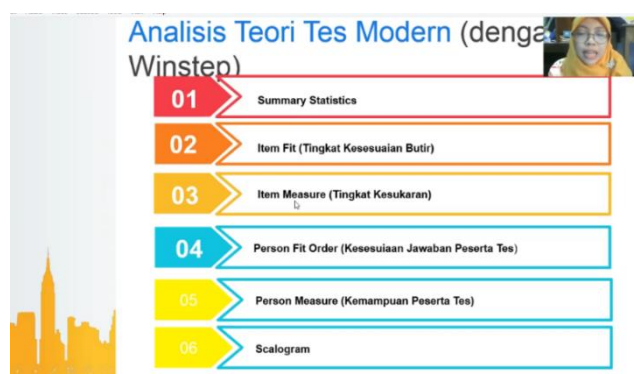 Analisis Teori Tes Modern (denga
Winstep)
01 Summary Statistics
02 Item Fit (Tingkat Kesesuaian Butir)
03 Item Measure (Tingkat Kesukaran)
04 Person Fit Order (Kesesuiaan Jawaban Peserta Tes)
05 Person Measure (Kemampuan Peserta Tes)
06 Scalogram